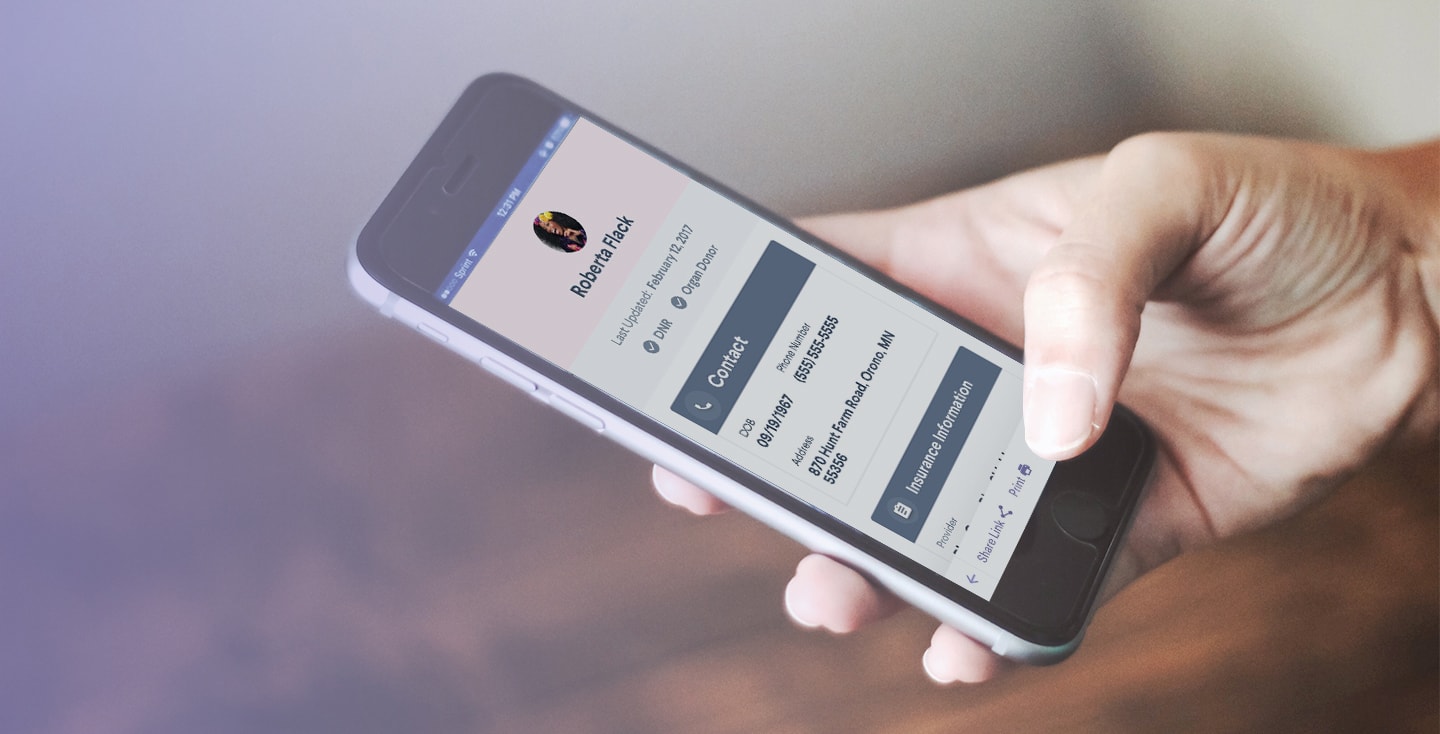 Sprint 12:31 PM
Roberta Flack
Last Updated: February 12, 2017
DNR Organ Donor
Contact
DOB Phone Number
09/19/1967 (555) 555-5555
Address
870 Hunt Farm Road, Orono, MN
55356
Insurance Information
Provider
Share Link Print